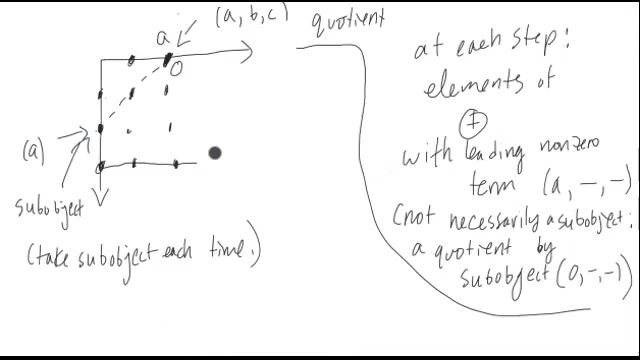 (a, b, c)
quotient
a
0
(a)
subobject
(take subobject each time.)
at each step:
elements of
⊕
with leading nonzero
term (a, –, –)
(not necessarily a subobject:
a quotient by
subobject (0, –, –)